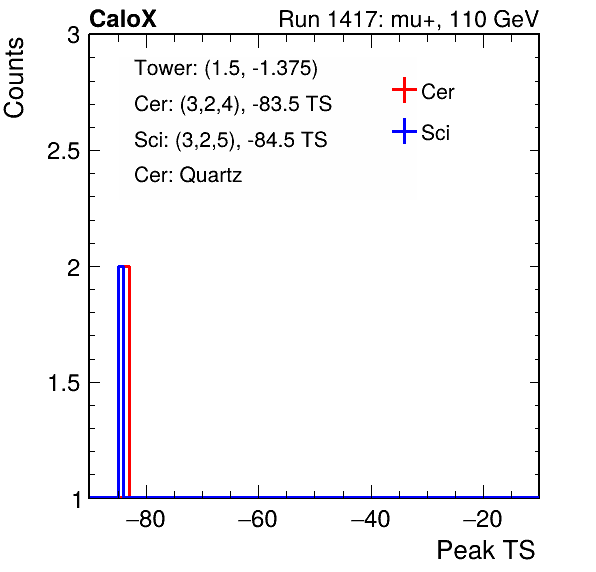 CaloX Run 1417: mu+, 110 GeV
Counts
3
Tower: (1.5, -1.375)
Cer: (3,2,4), -83.5 TS
Sci: (3,2,5), -84.5 TS
Cer: Quartz
Cer
Sci
2.5
2
1.5
1
−80 −60 −40 −20
Peak TS